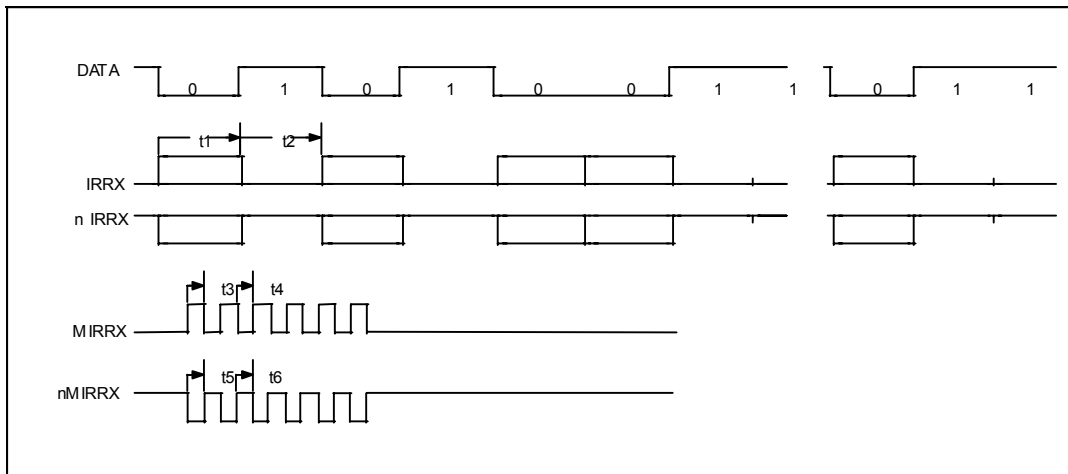 DATA
0 1 0 1 0 0 1 1 0 1 1
t1 t2
IRRX
n IRRX
t3 t4
MIRRX
t5 t6
nMIRRX